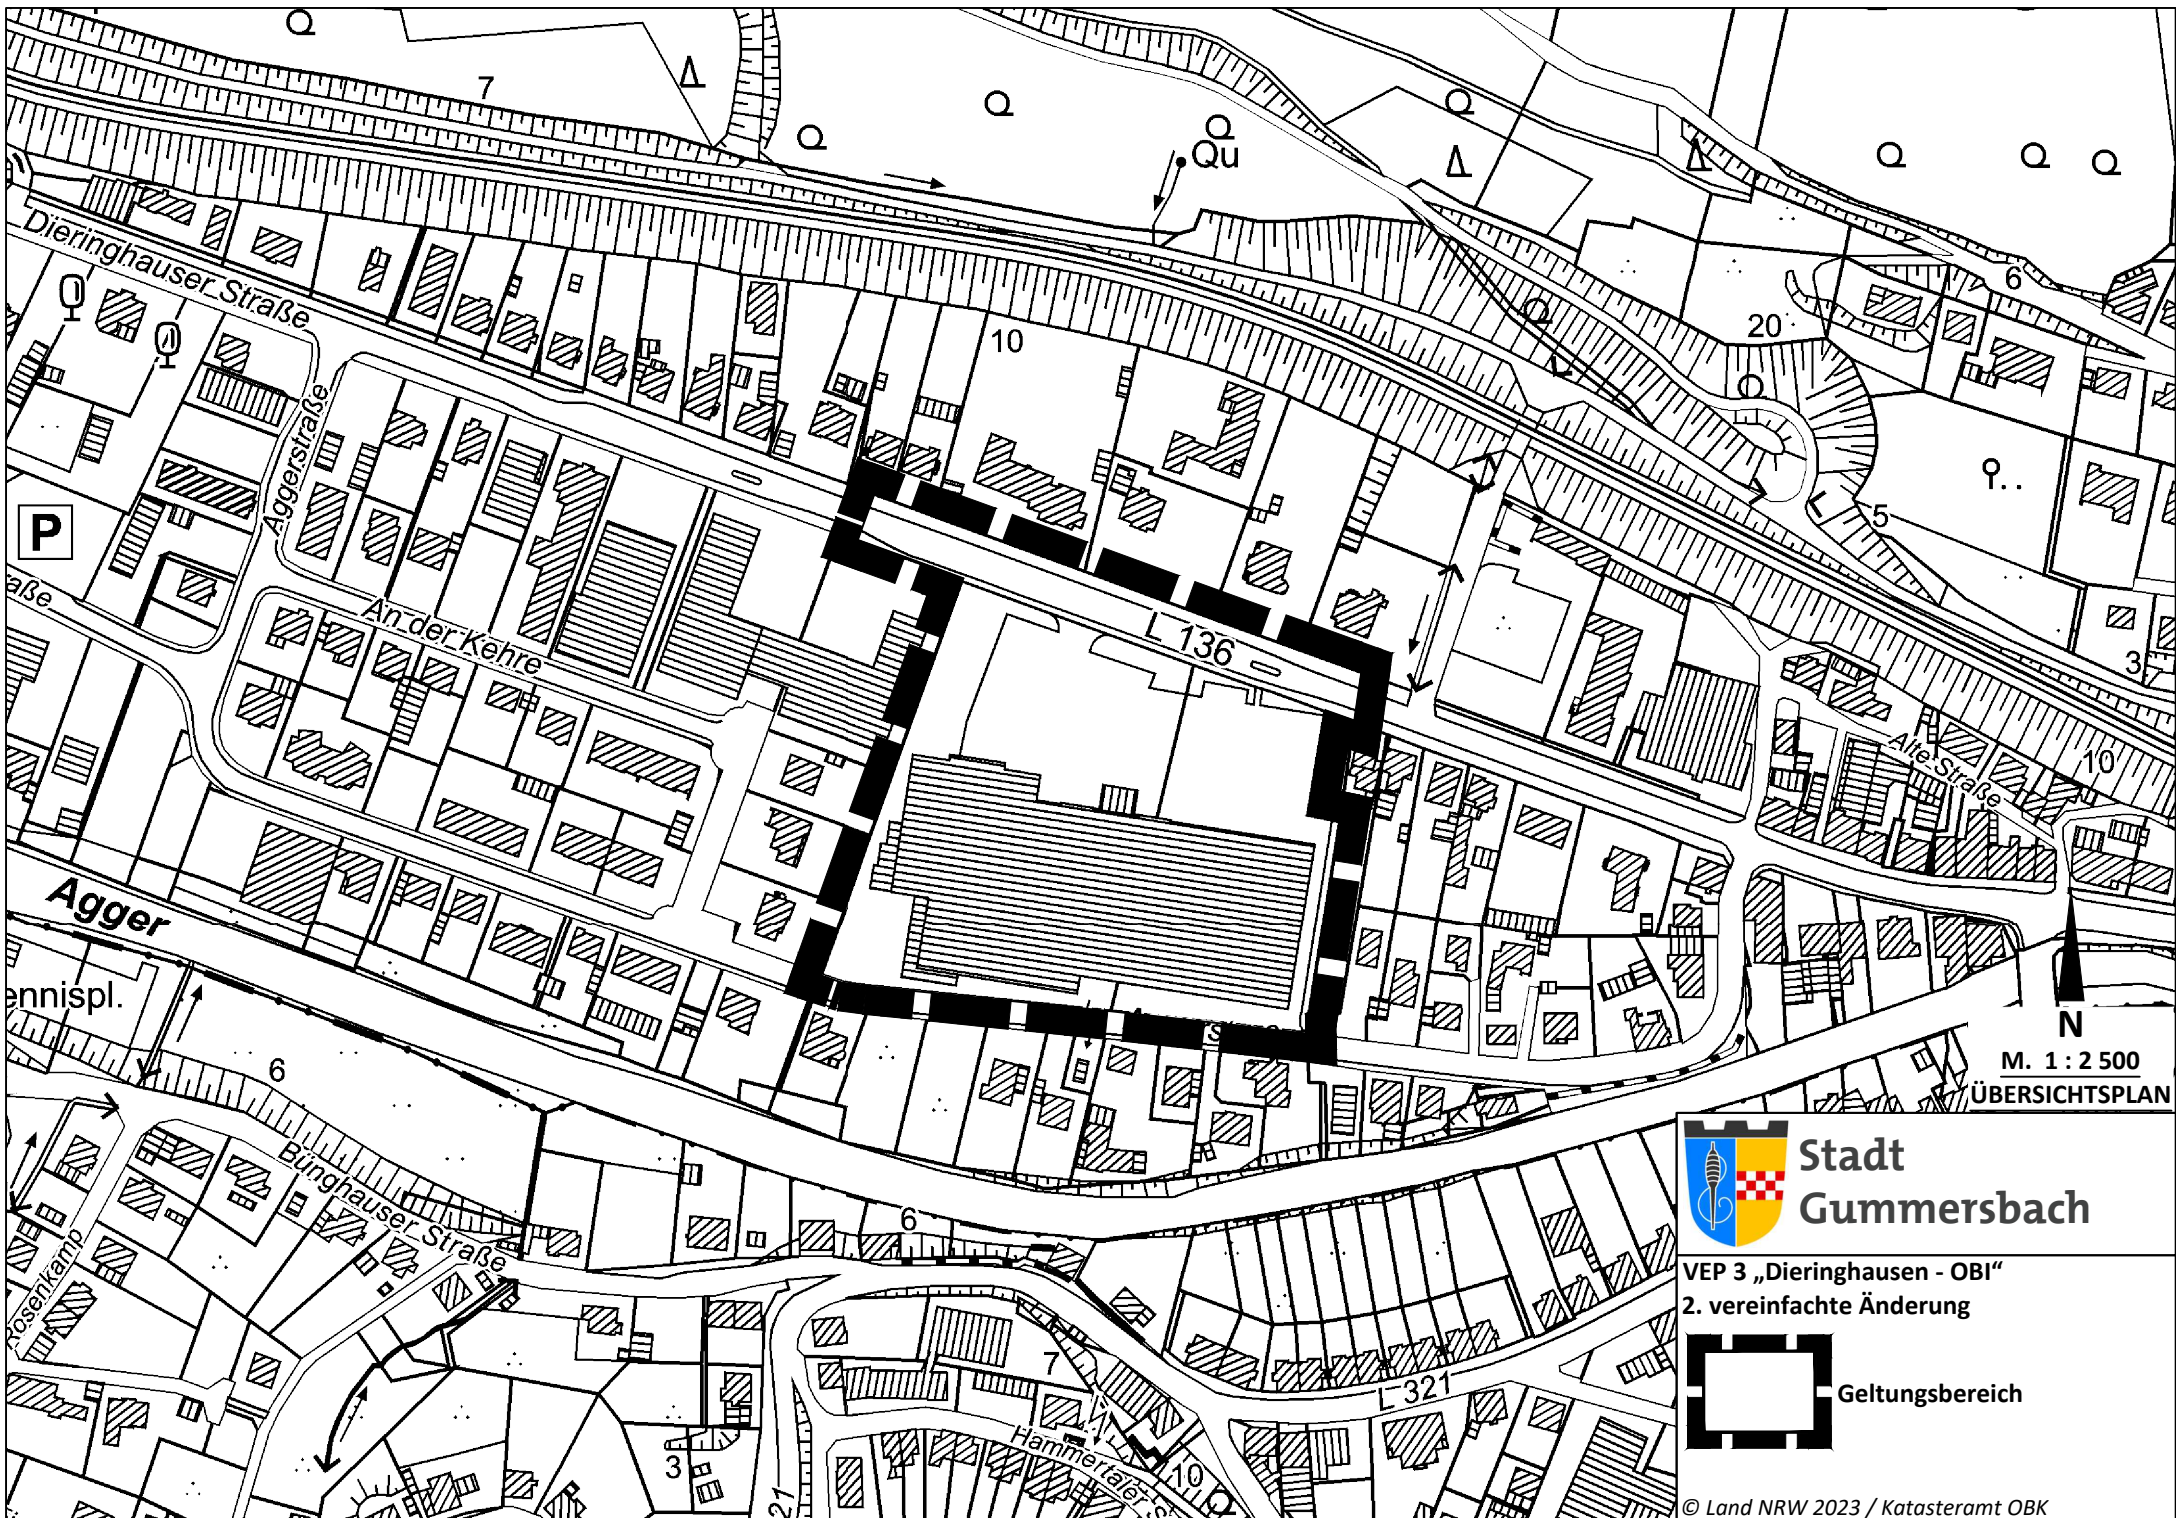 7
Qu
Dieringhauser Straße
6
10
20
Aggerstraße
5
P
raße
An der Kehre
L 136
3
Alte Straße
10
Agger
ennispl.
N
M. 1 : 2 500
ÜBERSICHTSPLAN
6
Stadt
Gummersbach
Bünghauser Straße
6
Rosenkamp
VEP 3 „Dieringhausen - OBI“
2. vereinfachte Änderung
7
L 321
Geltungsbereich
Hammertaler S
3
10
21
© Land NRW 2023 / Katasteramt OBK